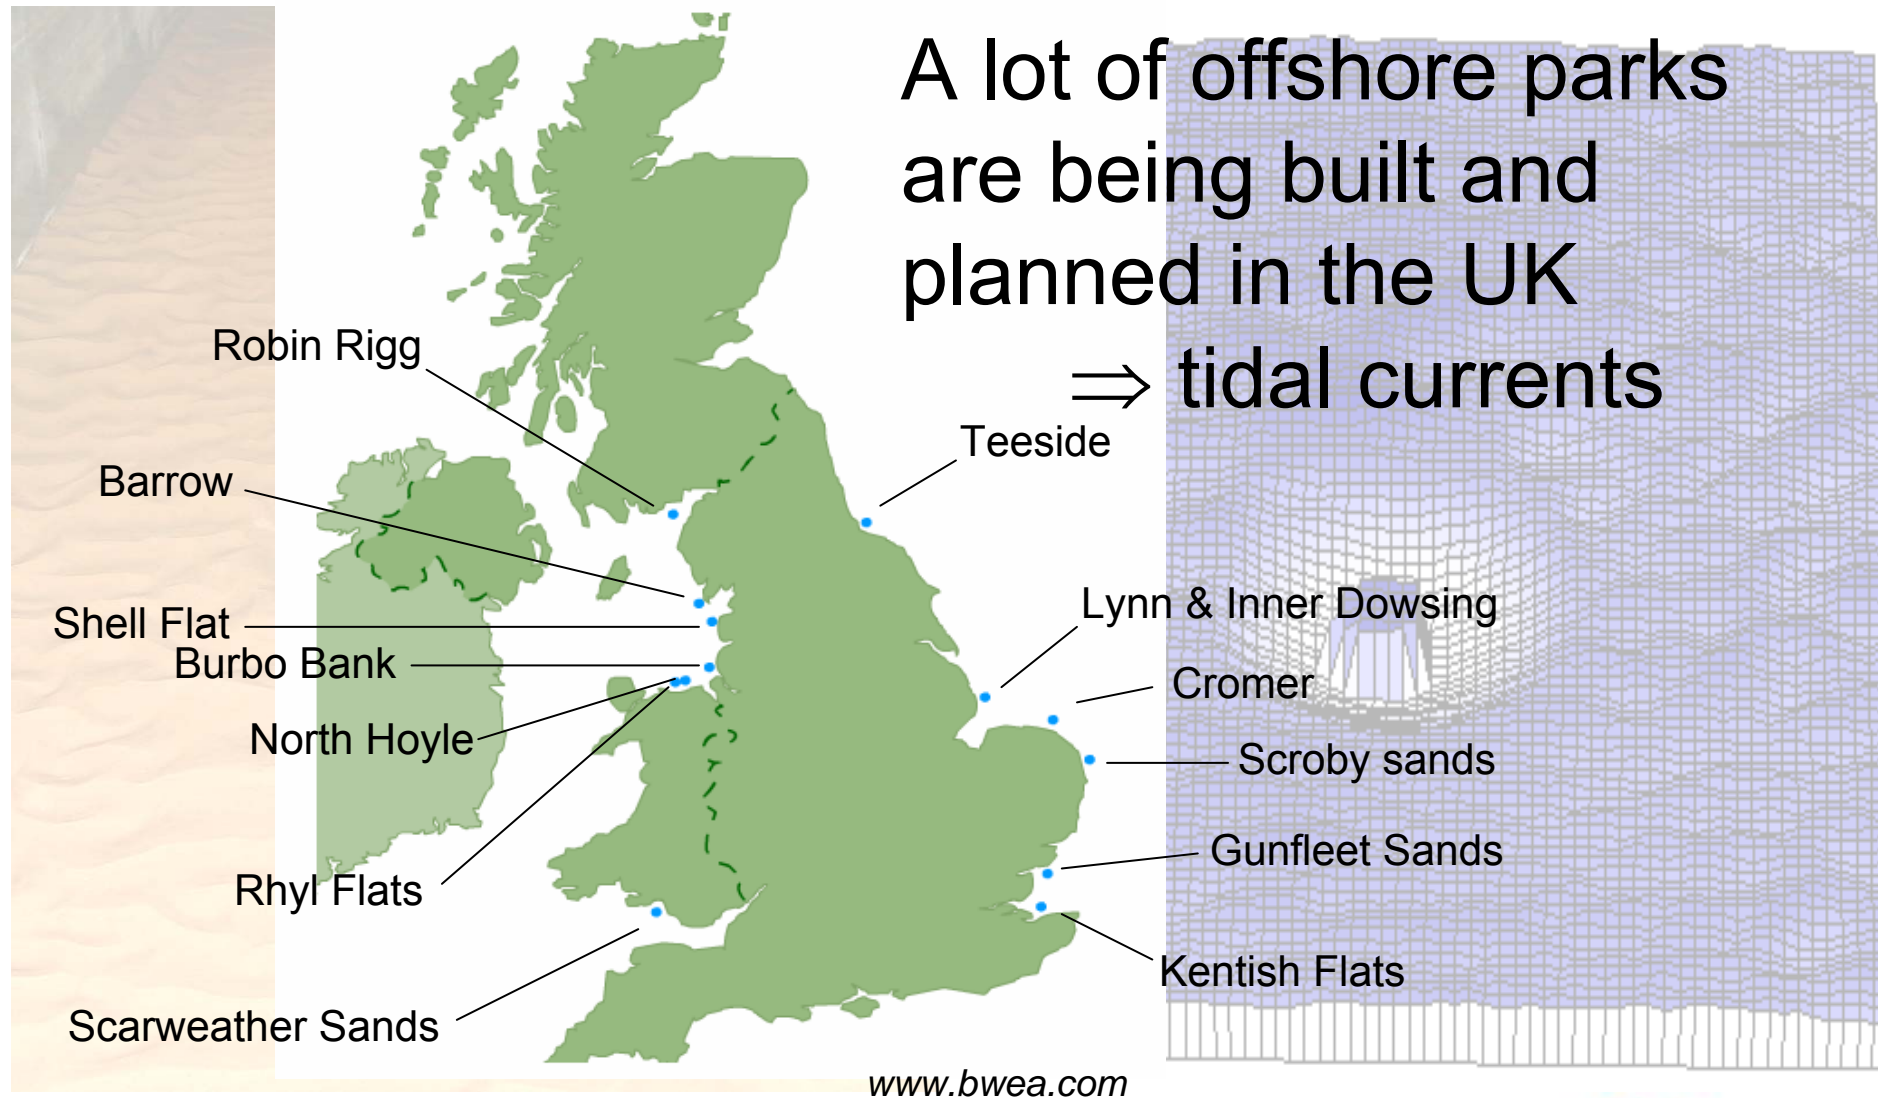 A lot of offshore parks
are being built and
planned in the UK
⇒ tidal currents
Robin Rigg
Teeside
Barrow
Lynn & Inner Dowsing
Shell Flat
Burbo Bank
Cromer
North Hoyle
Scroby sands
Gunfleet Sands
Rhyl Flats
Kentish Flats
Scarweather Sands
www.bwea.com